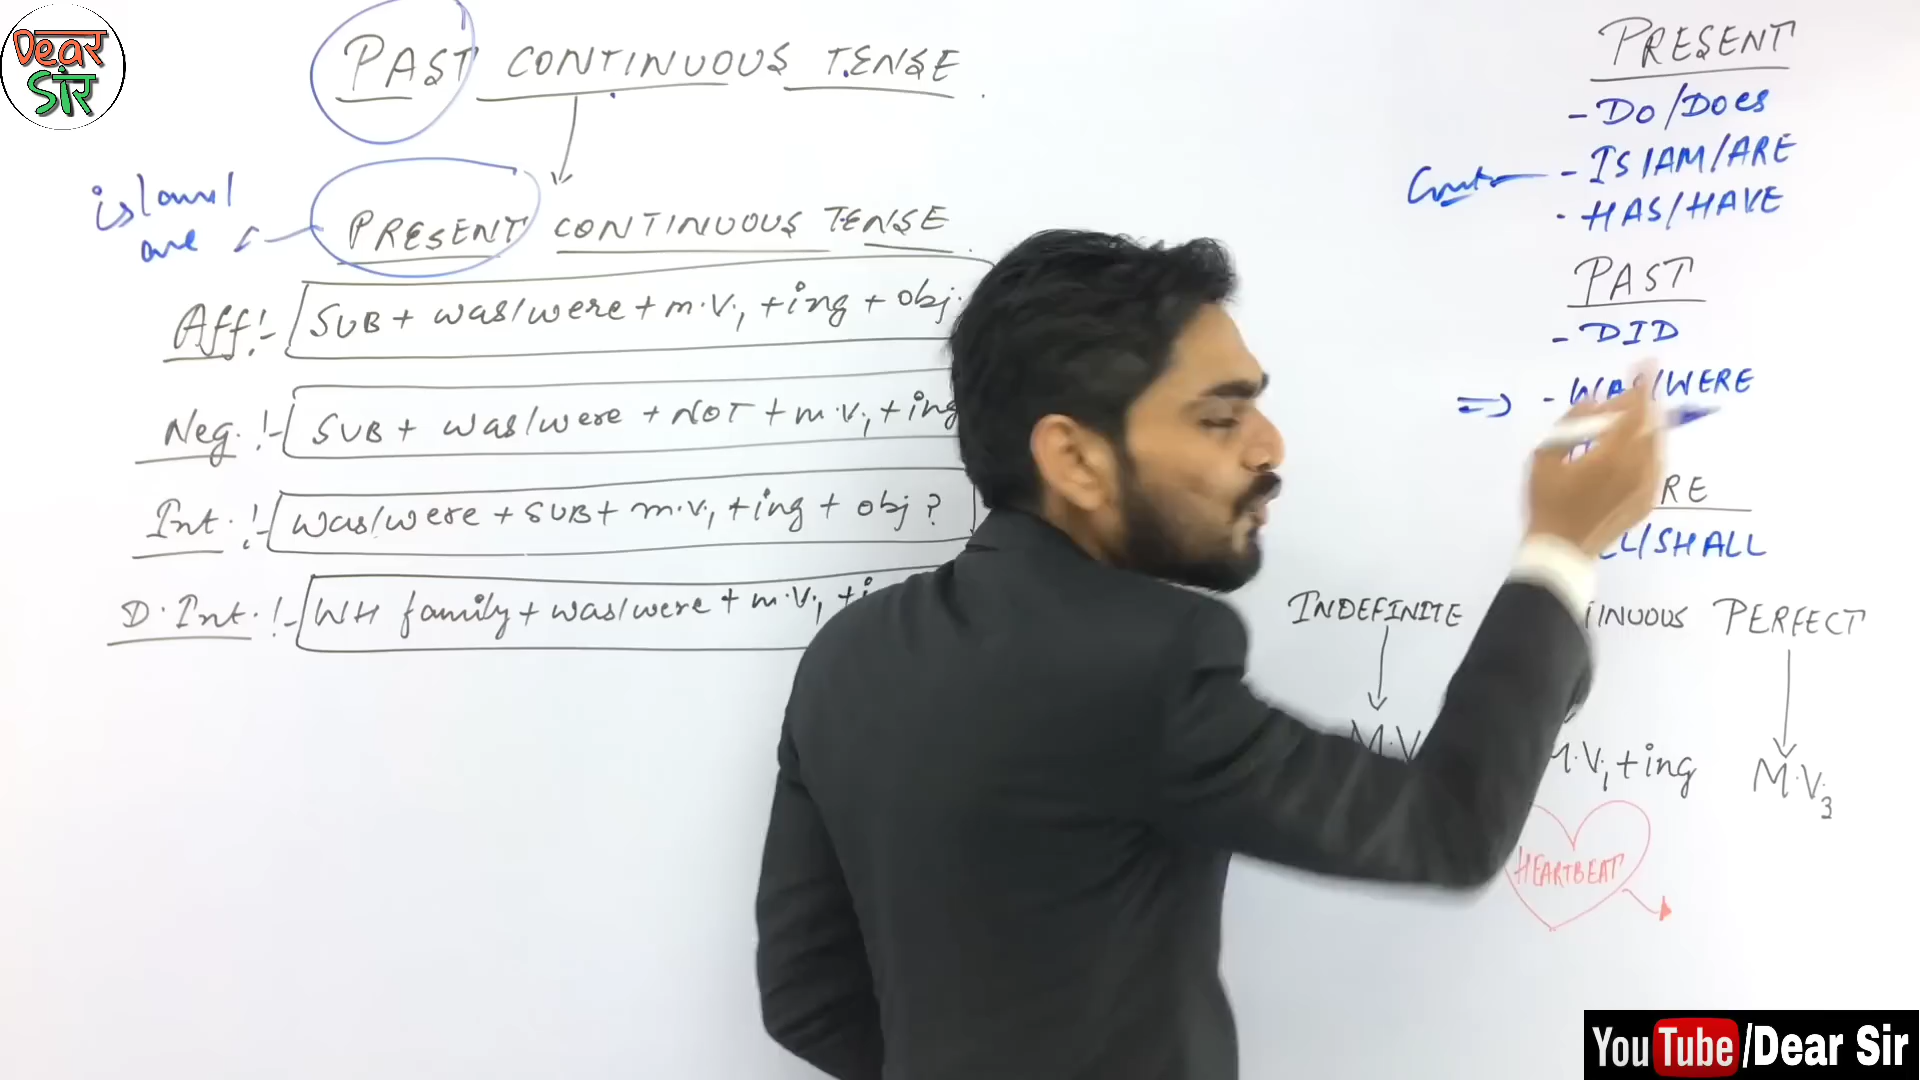 Dear
सर
PAST CONTINUOUS TENSE
is/am/
are
PRESENT CONTINUOUS TENSE
Aff:- SUB + was/were + m.V₁ + ing + obj.
Neg.:- SUB + was/were + NOT + m.V₁ + ing
Int.:- was/were + SUB + m.V₁ + ing + obj?
D.Int.:- WH family + was/were + m.V₁ +
PRESENT
- DO/DOES
- IS/AM/ARE
- HAS/HAVE
PAST
- DID
⇒ - WAS/WERE
RE
LL/SHALL
INDEFINITE
INUOUS
PERFECT
M.V
M.V₁+ing
M.V₃
HEARTBEAT
YouTube/Dear Sir